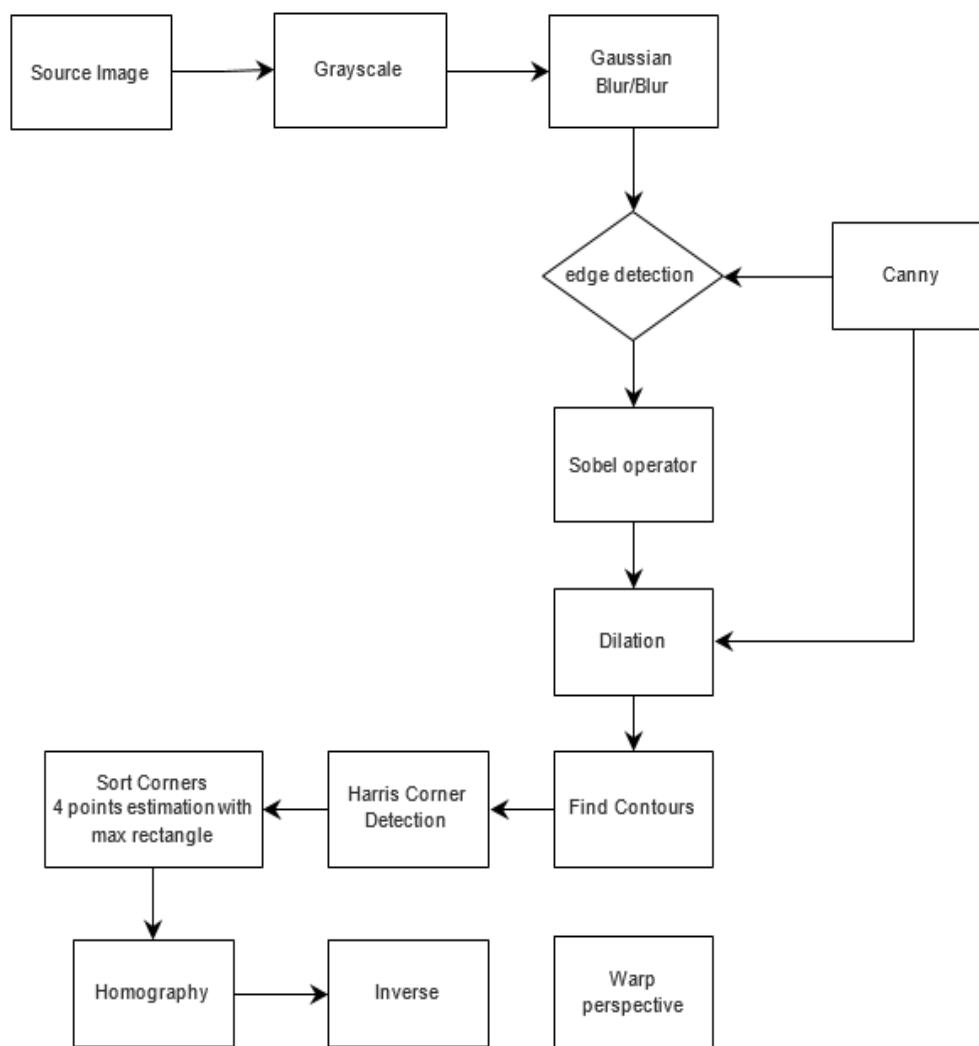 Source Image
Grayscale
Gaussian
Blur/Blur
edge detection
Canny
Sobel operator
Dilation
Sort Corners
4 points estimation with
max rectangle
Harris Corner
Detection
Find Contours
Homography
Inverse
Warp
perspective